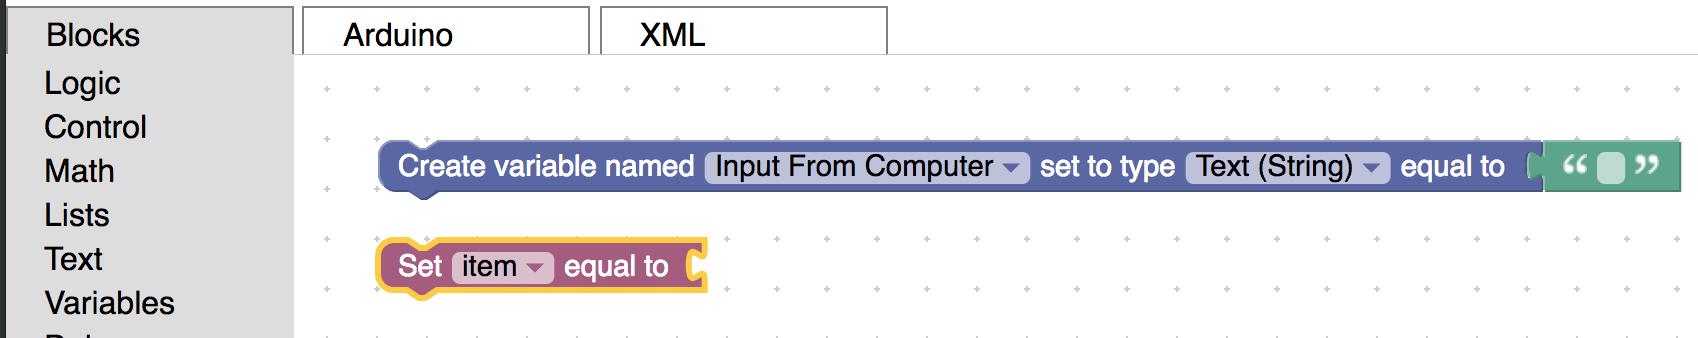 Blocks Arduino XML
Logic
Control
Math
Lists
Text
Variables
Create variable named Input From Computer set to type Text (String) equal to “ ”
Set item equal to